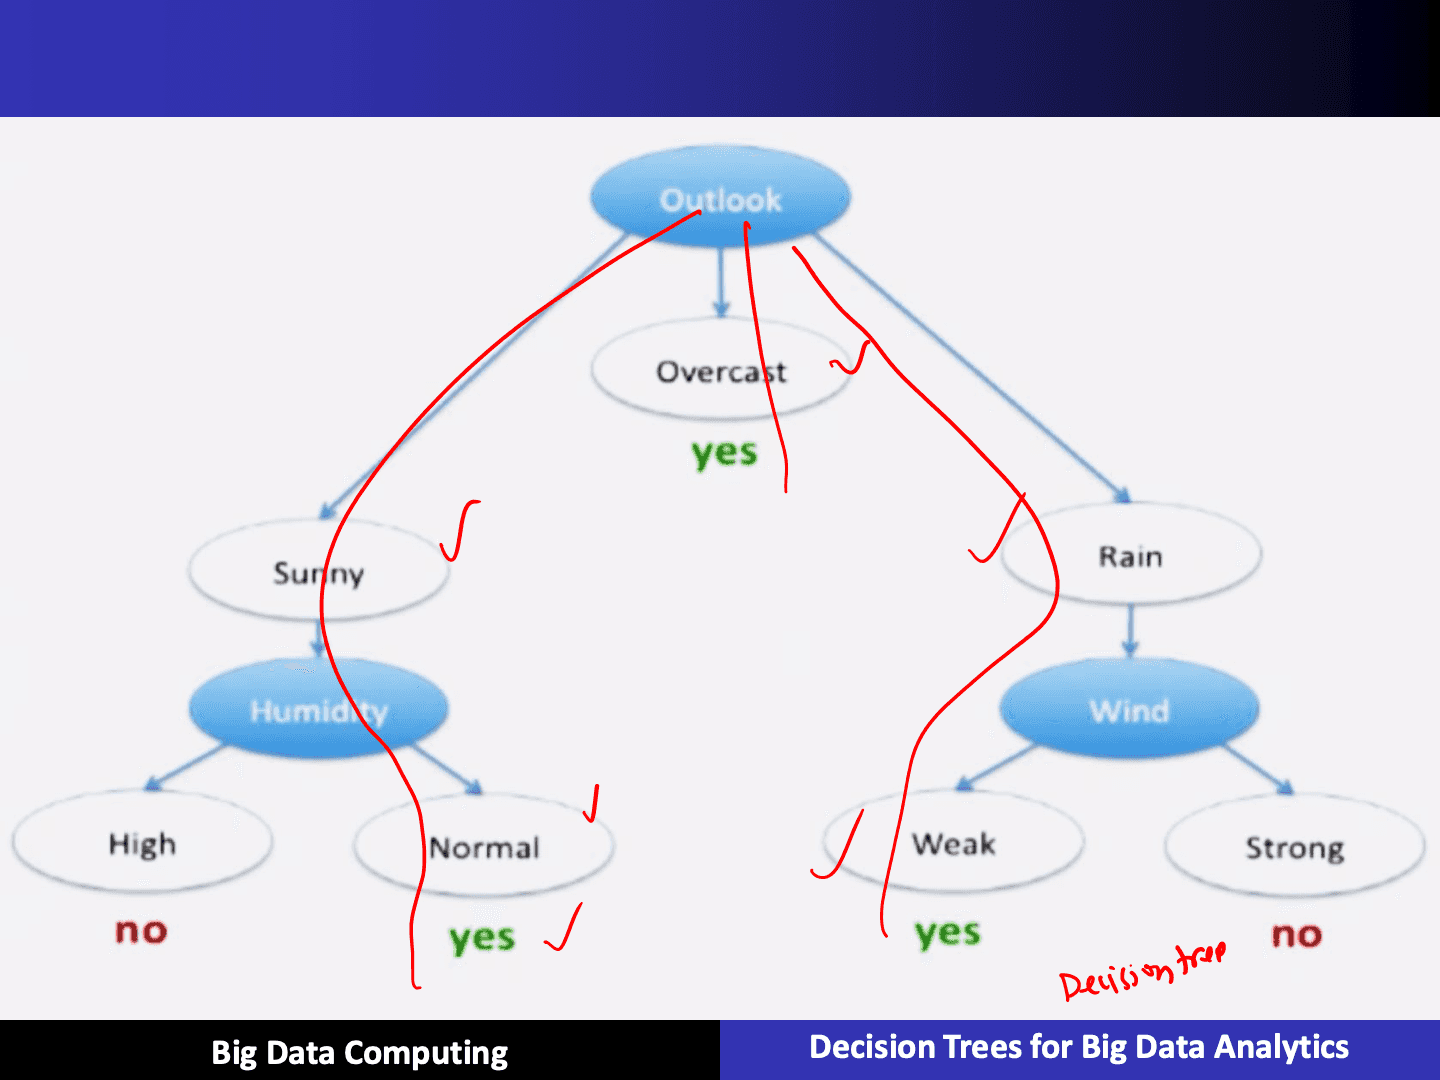 Outlook
Overcast
yes
Sunny
Rain
Humidity
Wind
High
Normal
Weak
Strong
no
yes
yes
no
Decision tree
Big Data Computing
Decision Trees for Big Data Analytics